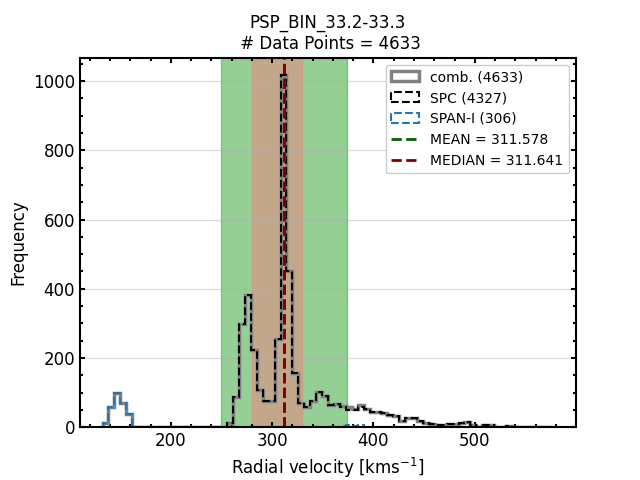 PSP_BIN_33.2-33.3
# Data Points = 4633
comb. (4633)
SPC (4327)
SPAN-I (306)
MEAN = 311.578
MEDIAN = 311.641
1000
800
600
400
200
0
Frequency
200
300
400
500
Radial velocity [kms⁻¹]